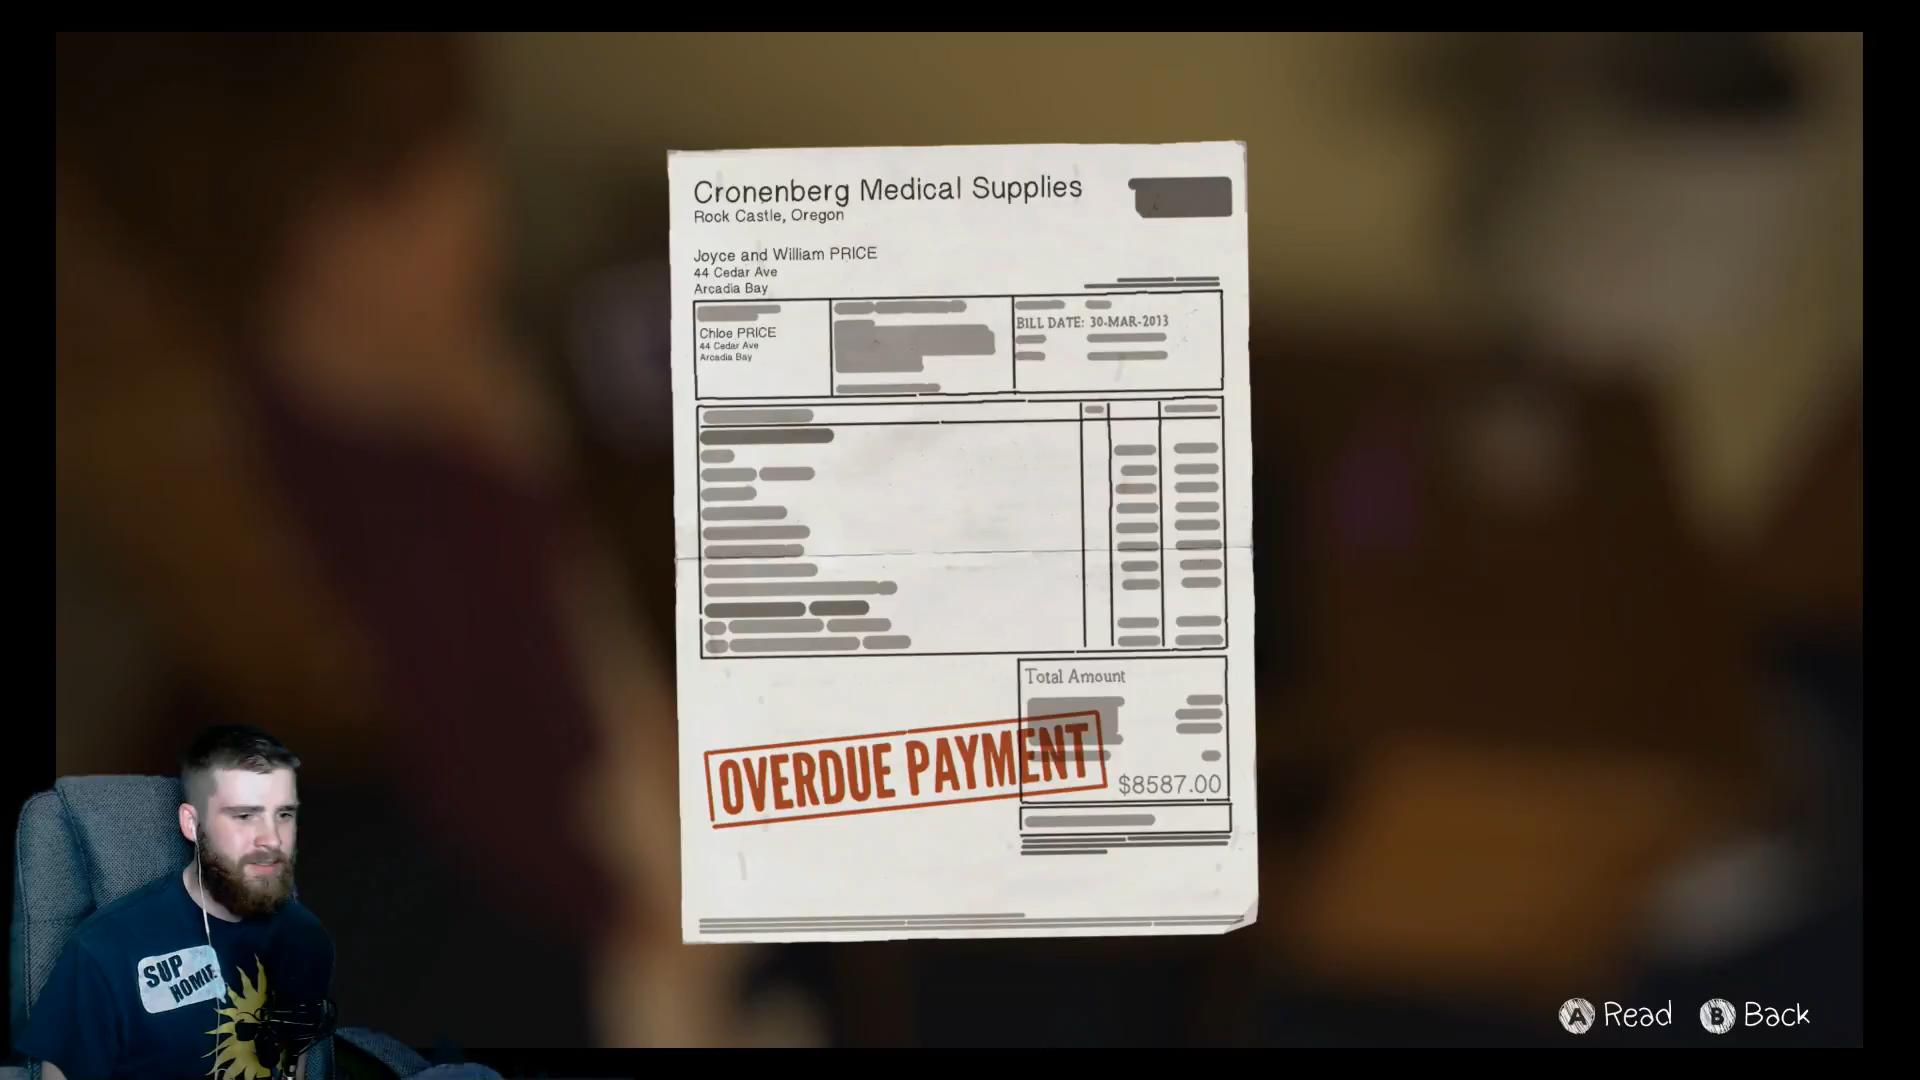 Cronenberg Medical Supplies
Rock Castle, Oregon
Joyce and William PRICE
44 Cedar Ave
Arcadia Bay
Chloe PRICE
44 Cedar Ave
Arcadia Bay
BILL DATE: 30-MAR-2013
Total Amount
OVERDUE PAYMENT
$8587.00
SUP
HOMIE
A Read B Back